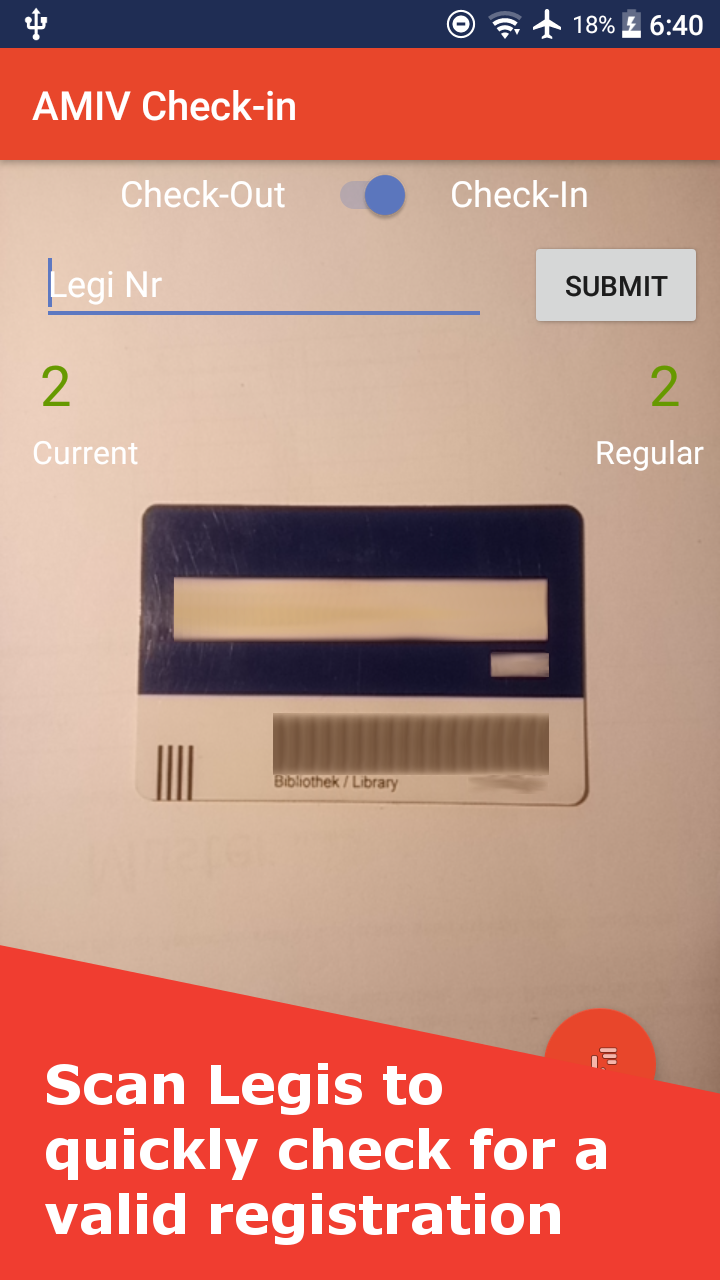 18% 6:40
AMIV Check-in
Check-Out Check-In
Legi Nr SUBMIT
2 2
Current Regular
Bibliothek / Library
Muster
Scan Legis to
quickly check for a
valid registration